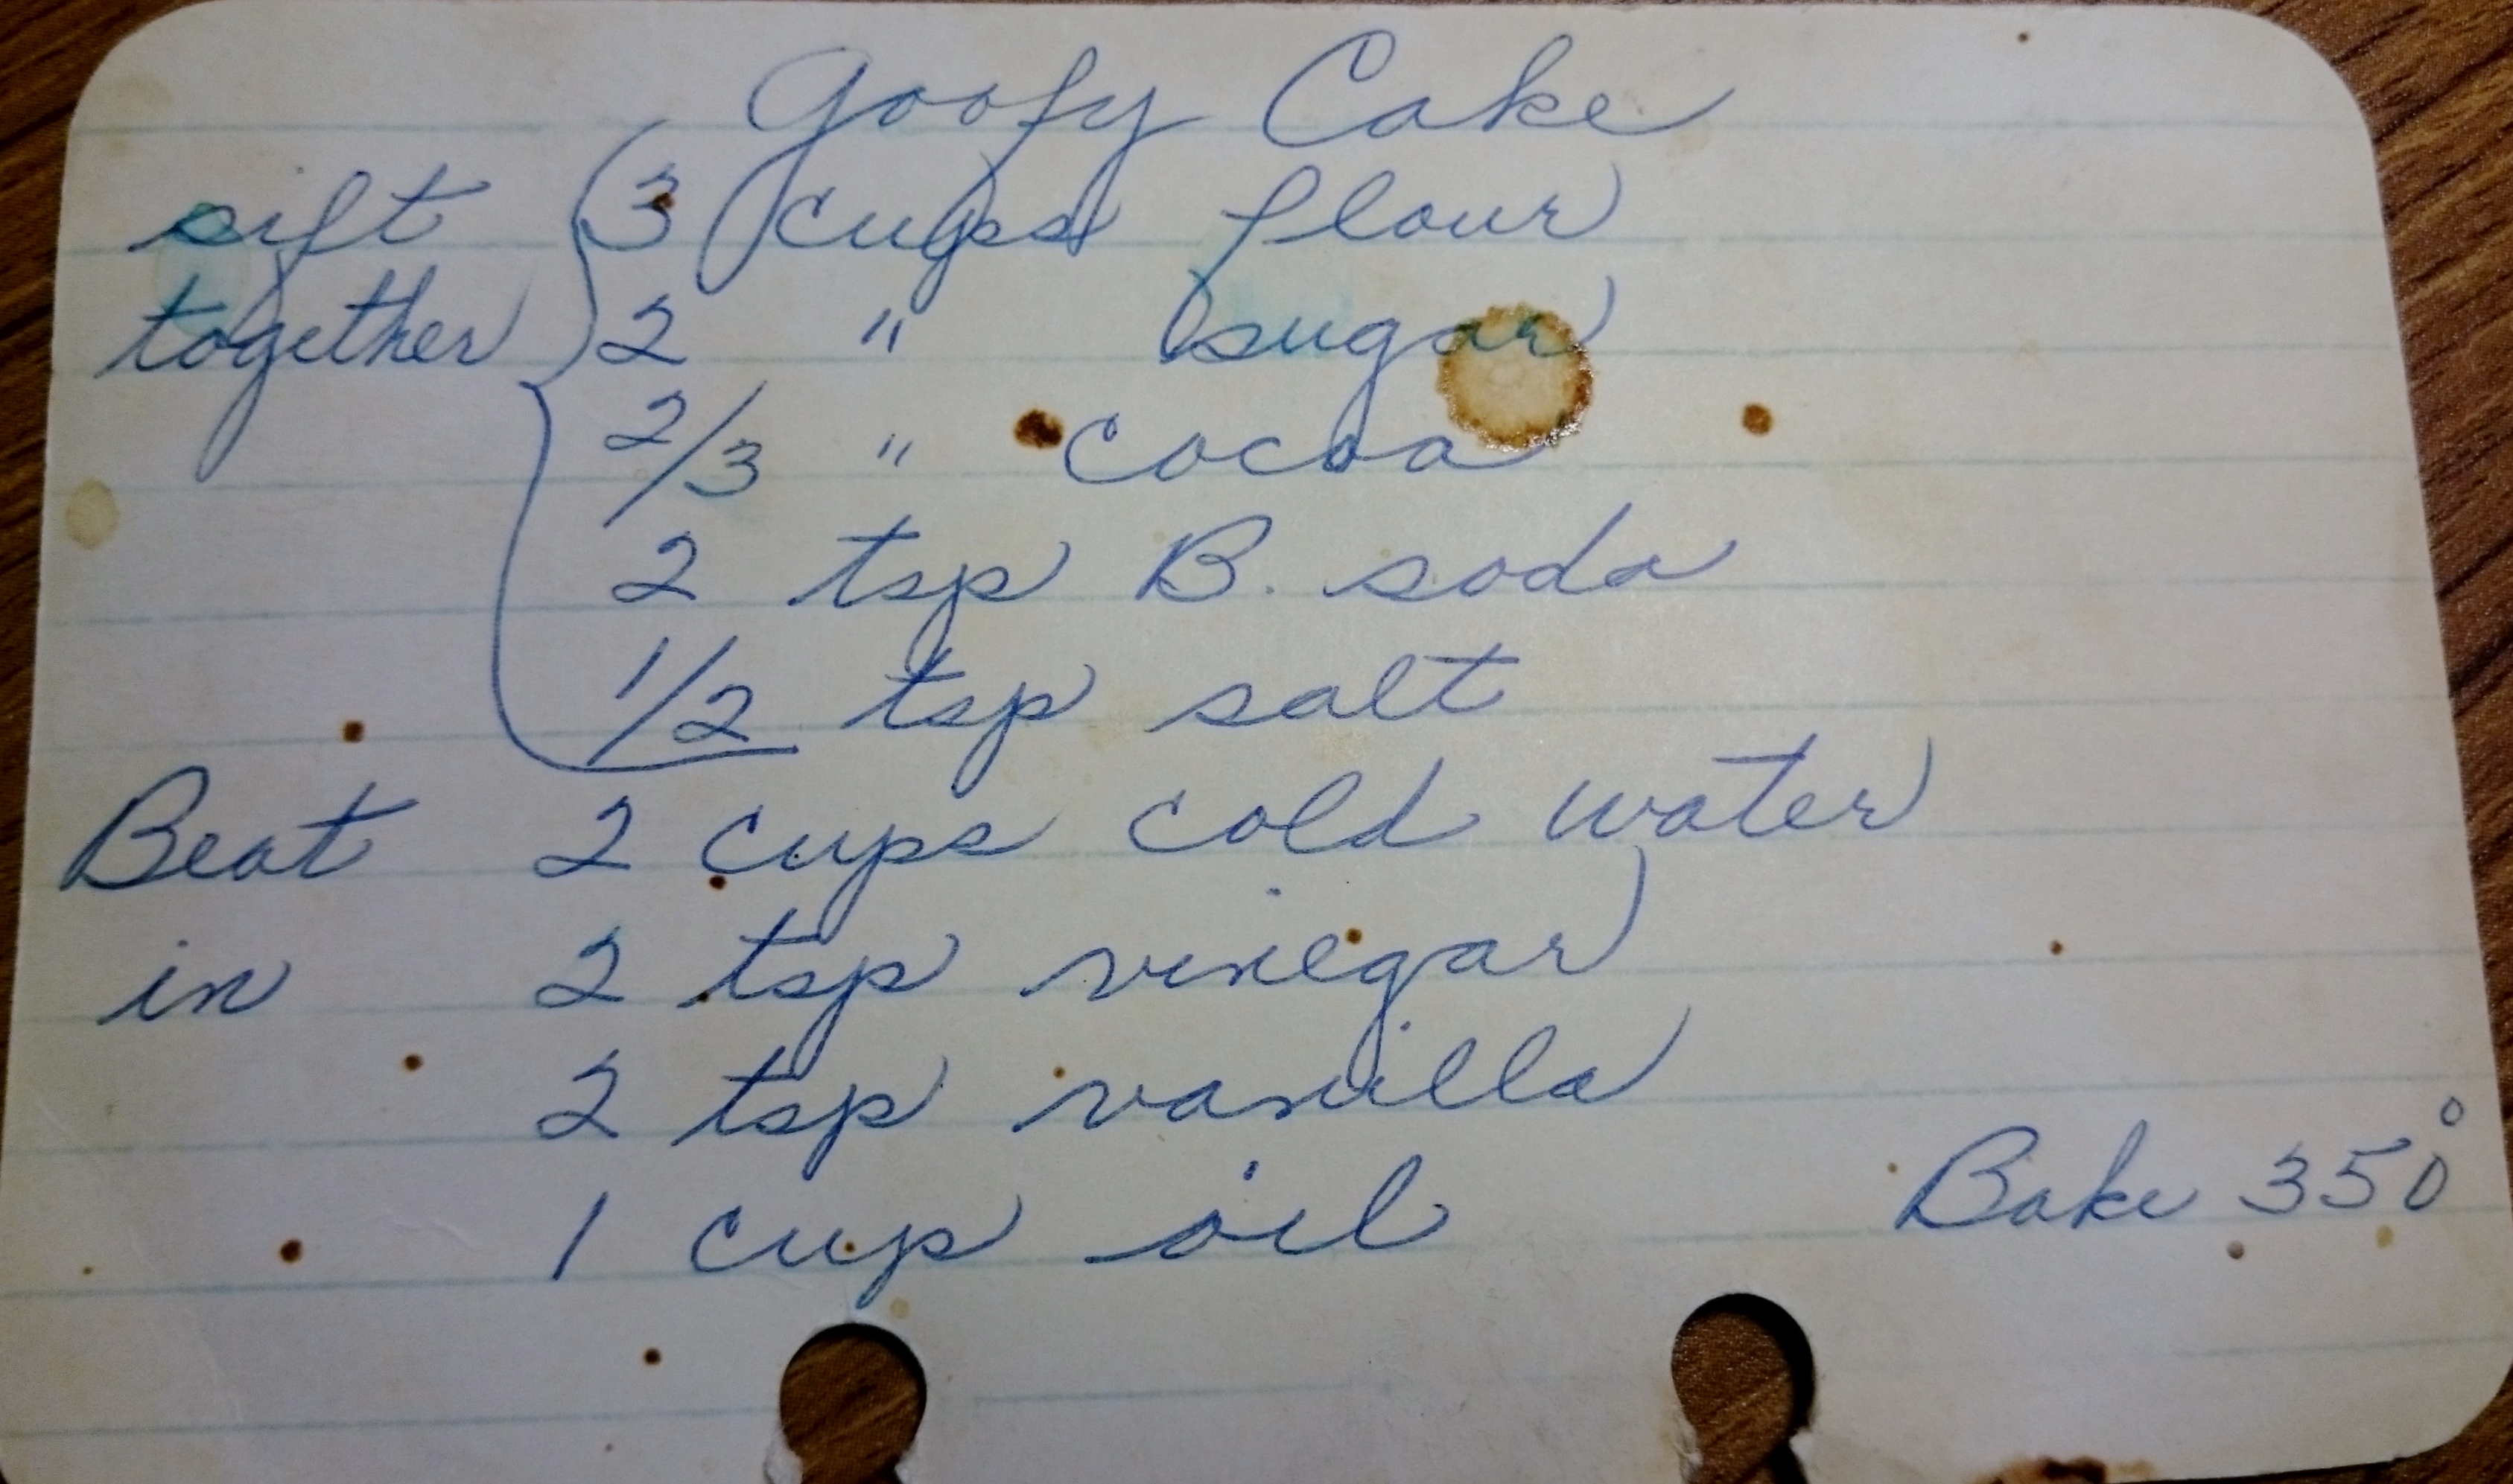 Goofy Cake
sift 3 cups flour
together 2 " sugar
2/3 " cocoa
2 tsp B. soda
1/2 tsp salt
Beat 2 cups cold water
in 2 tsp vinegar
2 tsp vanilla
1 cup oil
Bake 350°